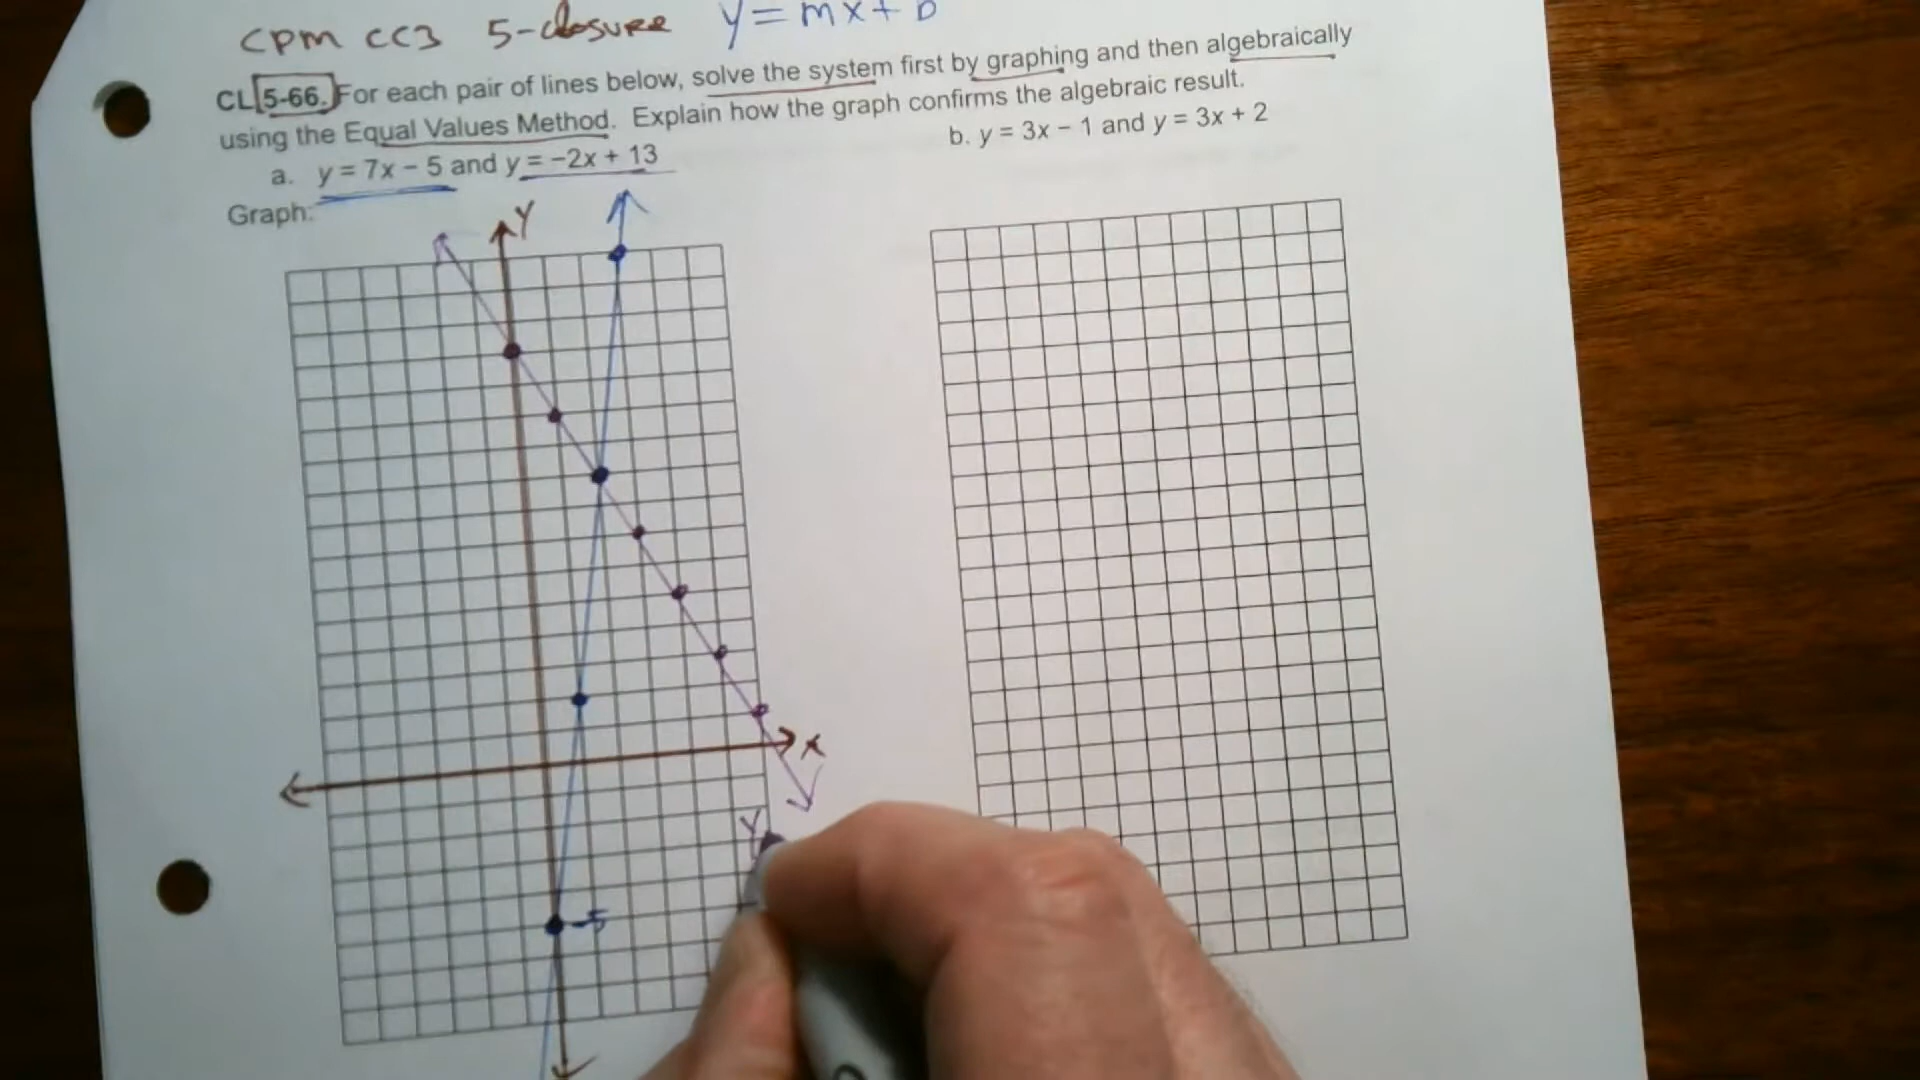 CPM CC3 5-closure y=mx+b
CL 5-66. For each pair of lines below, solve the system first by graphing and then algebraically
using the Equal Values Method. Explain how the graph confirms the algebraic result.
a. y = 7x − 5 and y = −2x + 13
b. y = 3x − 1 and y = 3x + 2
Graph:
Y
X
-5
Y